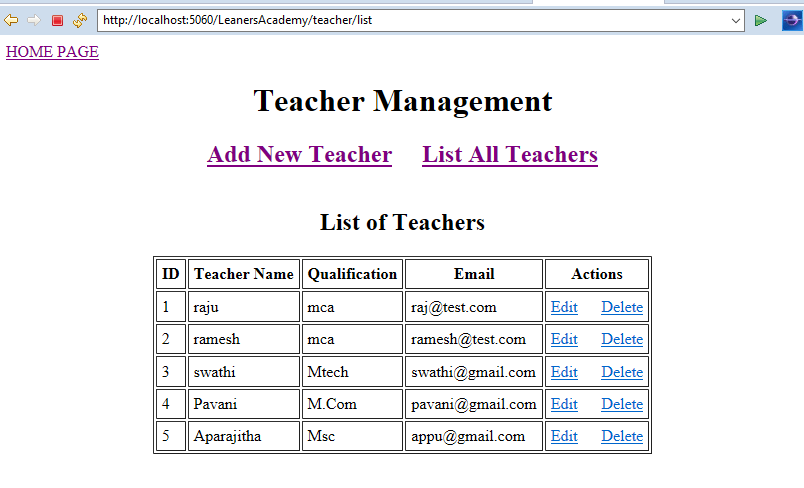 http://localhost:5060/LeanersAcademy/teacher/list
HOME PAGE
Teacher Management
Add New Teacher List All Teachers
List of Teachers
ID Teacher Name Qualification Email Actions
1 raju mca raj@test.com Edit Delete
2 ramesh mca ramesh@test.com Edit Delete
3 swathi Mtech swathi@gmail.com Edit Delete
4 Pavani M.Com pavani@gmail.com Edit Delete
5 Aparajitha Msc appu@gmail.com Edit Delete